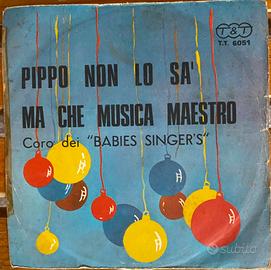 T&T
T.T. 6051
PIPPO NON LO SA'
MA CHE MUSICA MAESTRO
Coro dei "BABIES SINGER'S"
subito